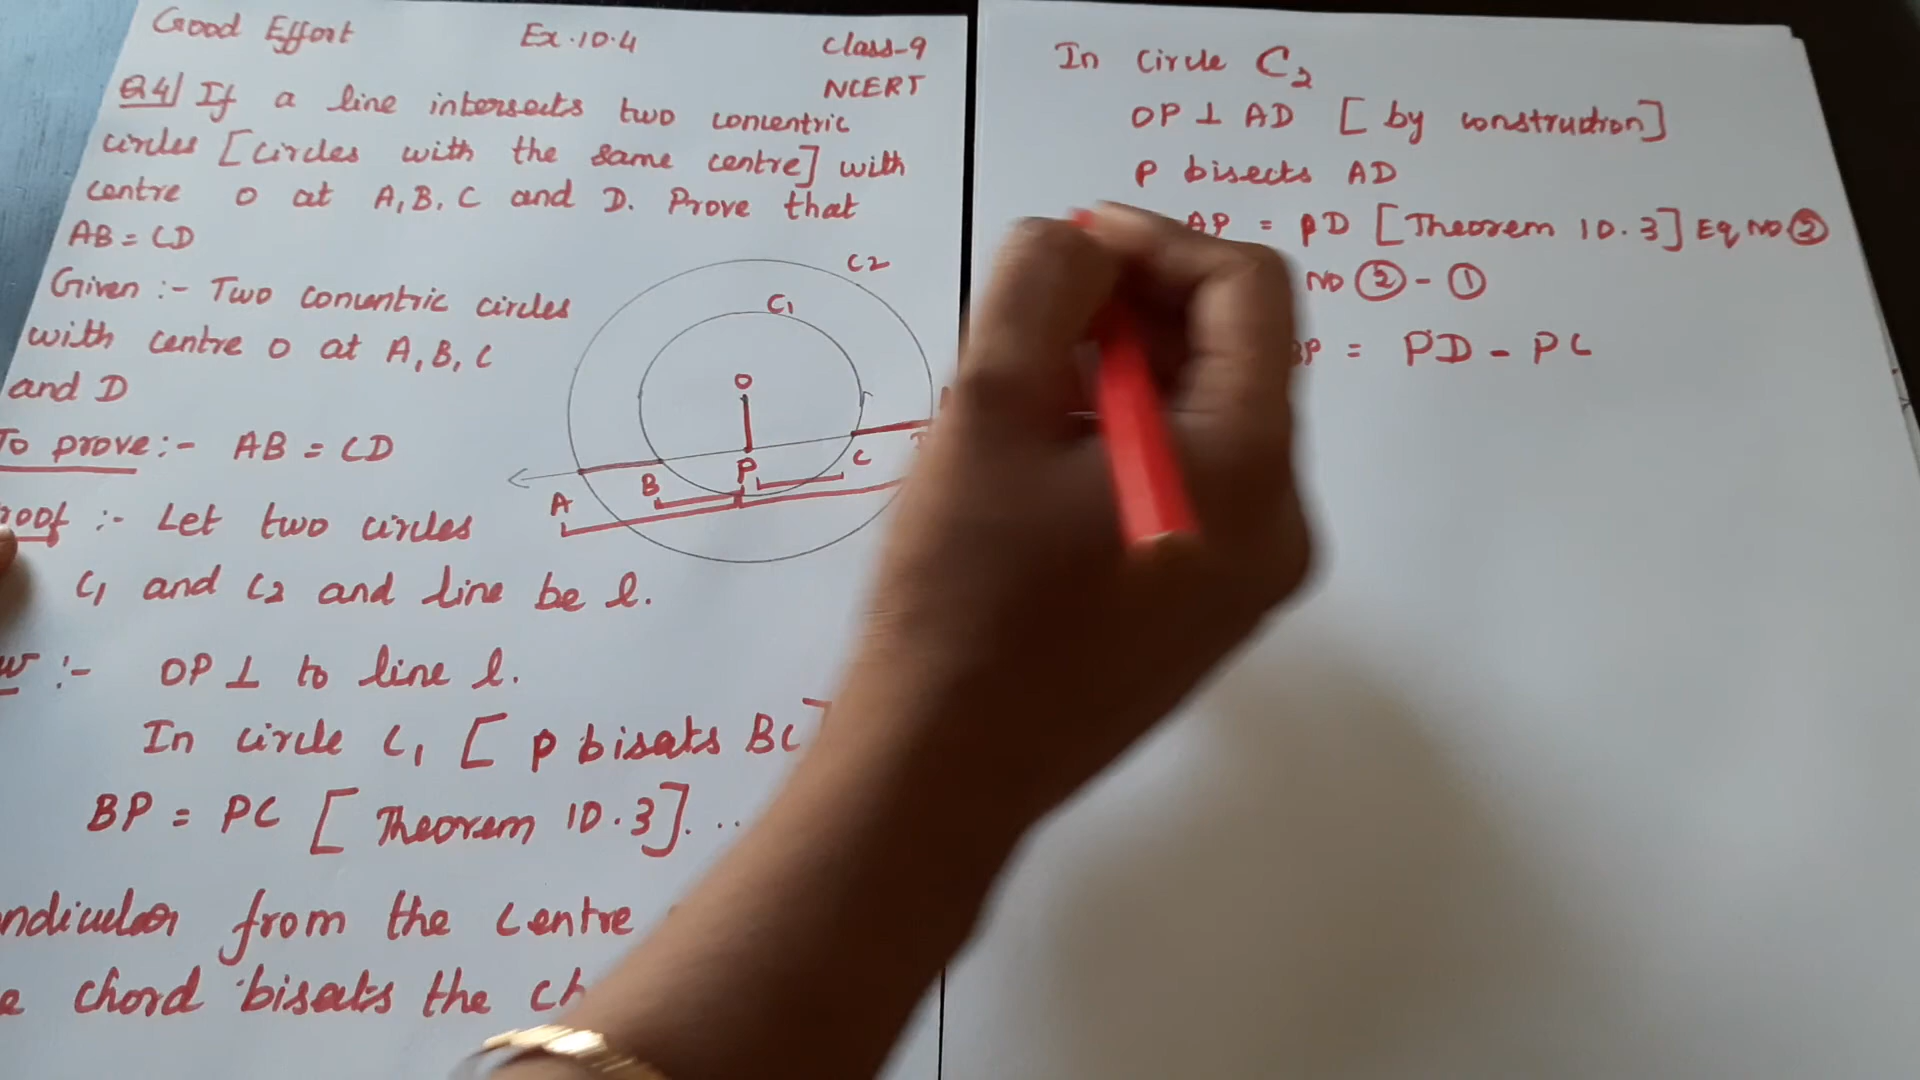 Good Effort Ex.10.4 Class-9
NCERT
Q4) If a line intersects two concentric
circles [circles with the same centre] with
centre O at A, B, C and D. Prove that
AB = CD
Given :- Two concentric circles
with centre O at A, B, C
and D
To prove :- AB = CD
:- Let two circles
C1 and C2 and line be l.
:- OP ⊥ to line l.
In circle C1 [ P bisects BC]
BP = PC [ Theorem 10.3]. ..
from the centre
chord bisects the
C2
C1
O
P
A
B
C
In circle C2
OP ⊥ AD [ by construction]
P bisects AD
AP = PD [Theorem 10.3] Eq No ②
No ② - ①
BP = PD - PC